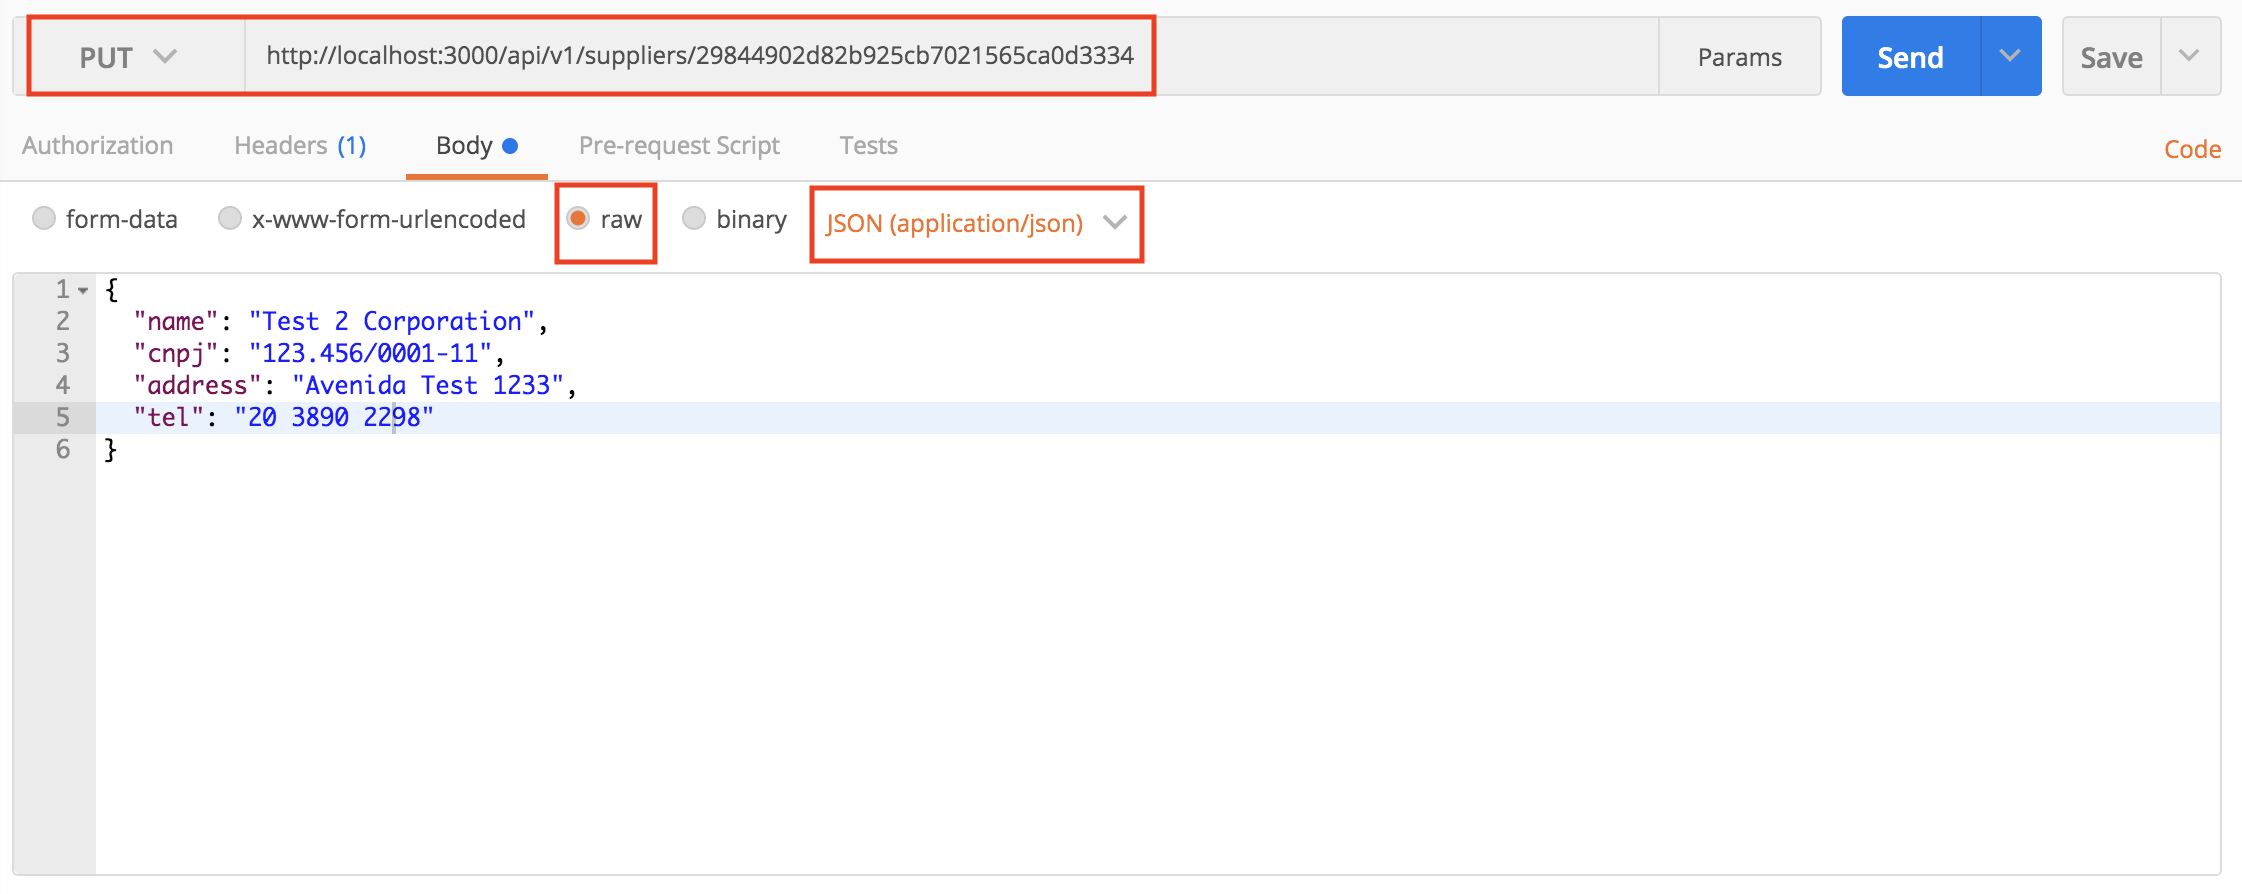 PUT http://localhost:3000/api/v1/suppliers/29844902d82b925cb7021565ca0d3334 Params Send Save
Authorization Headers (1) Body Pre-request Script Tests Code
form-data x-www-form-urlencoded raw binary JSON (application/json)
1 {
2 "name": "Test 2 Corporation",
3 "cnpj": "123.456/0001-11",
4 "address": "Avenida Test 1233",
5 "tel": "20 3890 2298"
6 }